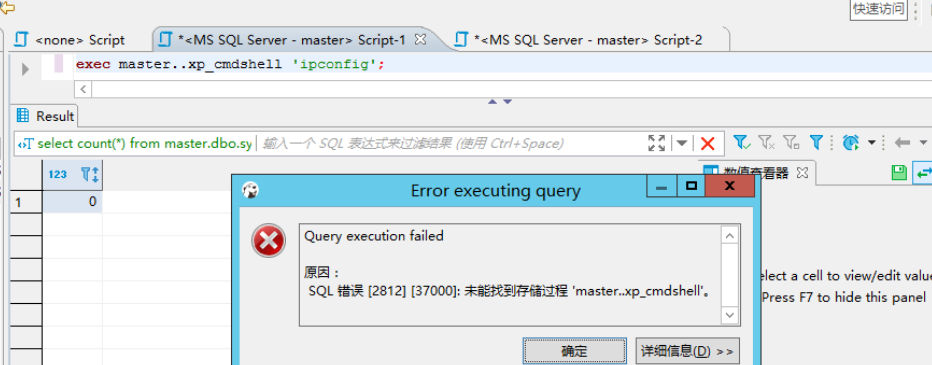 快速访问
<none> Script
*<MS SQL Server - master> Script-1
*<MS SQL Server - master> Script-2
exec master..xp_cmdshell 'ipconfig';
Result
select count(*) from master.dbo.sy
输入一个 SQL 表达式来过滤结果 (使用 Ctrl+Space)
123
数值查看器
1
0
Error executing query
Query execution failed
原因：
SQL 错误 [2812] [37000]: 未能找到存储过程 'master..xp_cmdshell'。
elect a cell to view/edit value
Press F7 to hide this panel
确定
详细信息(D) >>